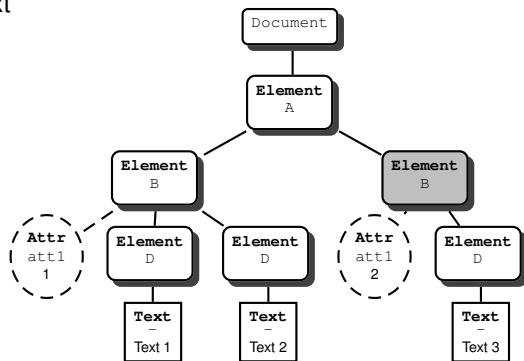 xt
Document
Element
A
Element
B
Element
B
Attr
att1
1
Element
D
Element
D
Attr
att1
2
Element
D
Text
–
Text 1
Text
–
Text 2
Text
–
Text 3